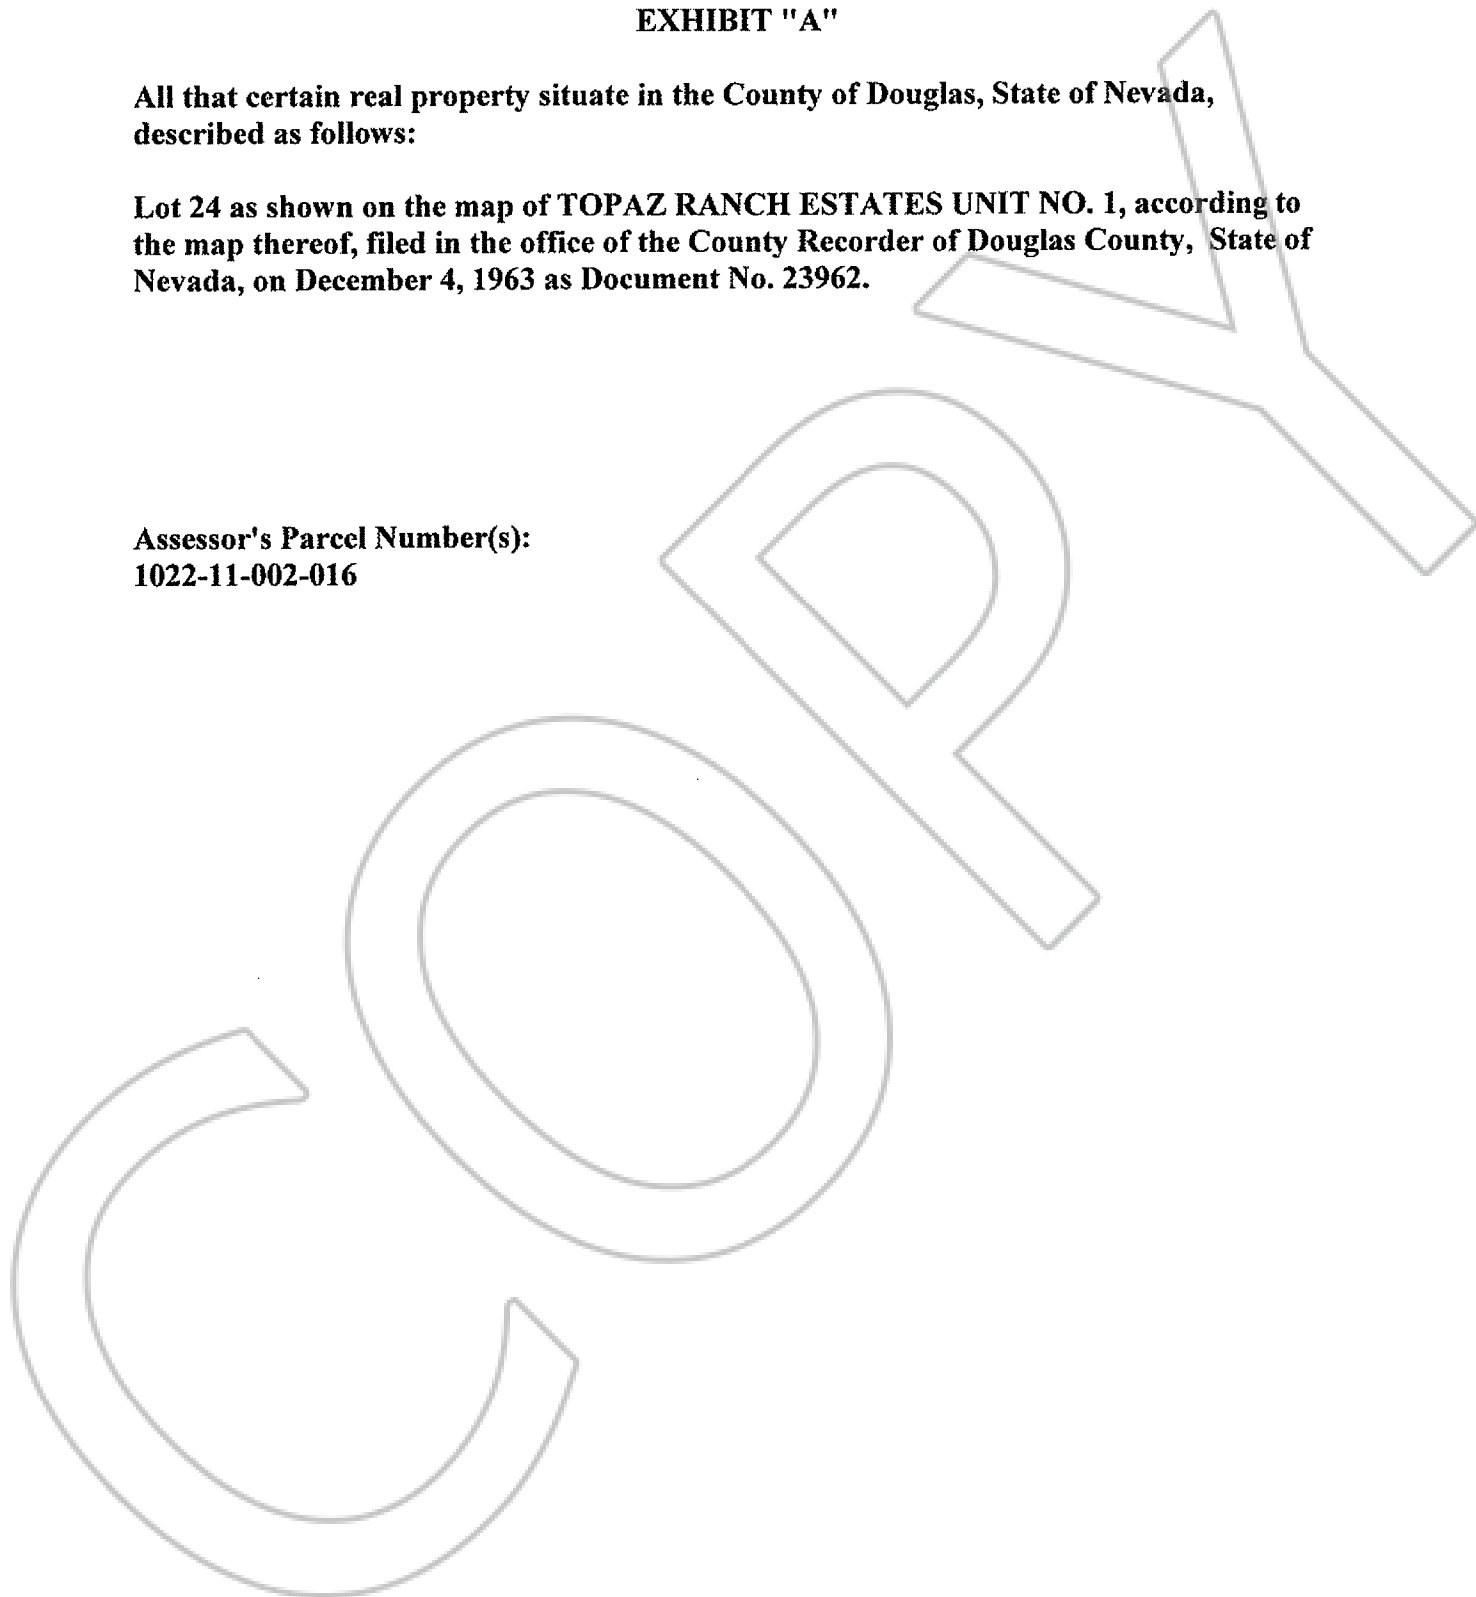 EXHIBIT "A"
All that certain real property situate in the County of Douglas, State of Nevada,
described as follows:
Lot 24 as shown on the map of TOPAZ RANCH ESTATES UNIT NO. 1, according to
the map thereof, filed in the office of the County Recorder of Douglas County, State of
Nevada, on December 4, 1963 as Document No. 23962.
Assessor's Parcel Number(s):
1022-11-002-016
COPY